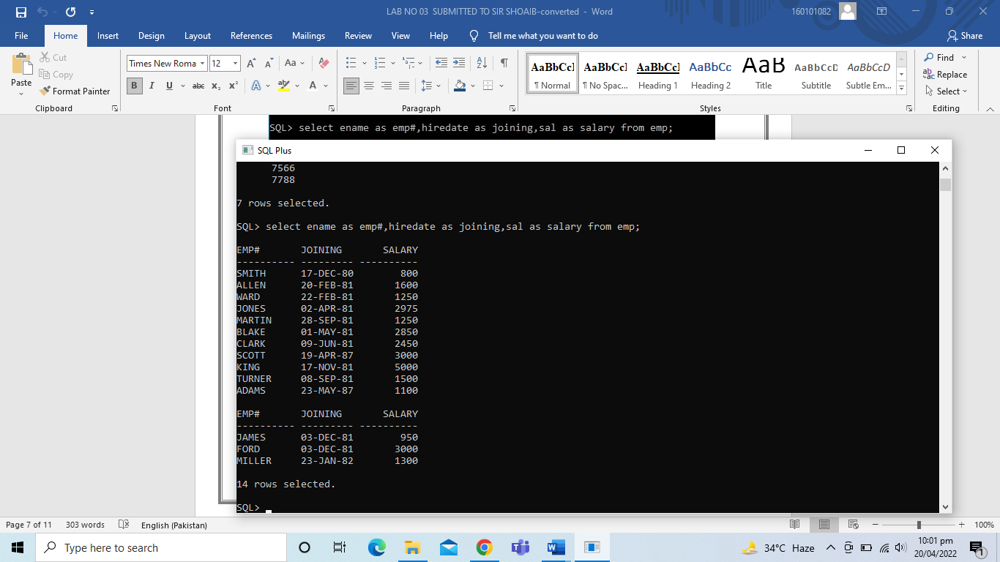 LAB NO 03 SUBMITTED TO SIR SHOAIB-converted - Word
160101082
File Home Insert Design Layout References Mailings Review View Help Tell me what you want to do Share
Paste
Cut
Copy
Format Painter
Clipboard
Times New Roma 12
Font
Paragraph
AaBbCcI AaBbCcI AaBbCcI AaBbCc AaB AaBbCcD AaBbCcD
¶ Normal ¶ No Spac... Heading 1 Heading 2 Title Subtitle Subtle Em...
Styles
Find
Replace
Select
Editing
SQL> select ename as emp#,hiredate as joining,sal as salary from emp;
SQL Plus
7566
7788
7 rows selected.
SQL> select ename as emp#,hiredate as joining,sal as salary from emp;
EMP# JOINING SALARY
---------- --------- ----------
SMITH 17-DEC-80 800
ALLEN 20-FEB-81 1600
WARD 22-FEB-81 1250
JONES 02-APR-81 2975
MARTIN 28-SEP-81 1250
BLAKE 01-MAY-81 2850
CLARK 09-JUN-81 2450
SCOTT 19-APR-87 3000
KING 17-NOV-81 5000
TURNER 08-SEP-81 1500
ADAMS 23-MAY-87 1100
EMP# JOINING SALARY
---------- --------- ----------
JAMES 03-DEC-81 950
FORD 03-DEC-81 3000
MILLER 23-JAN-82 1300
14 rows selected.
SQL>
Page 7 of 11 303 words English (Pakistan) 100%
Type here to search
34°C Haze
10:01 pm
20/04/2022
1